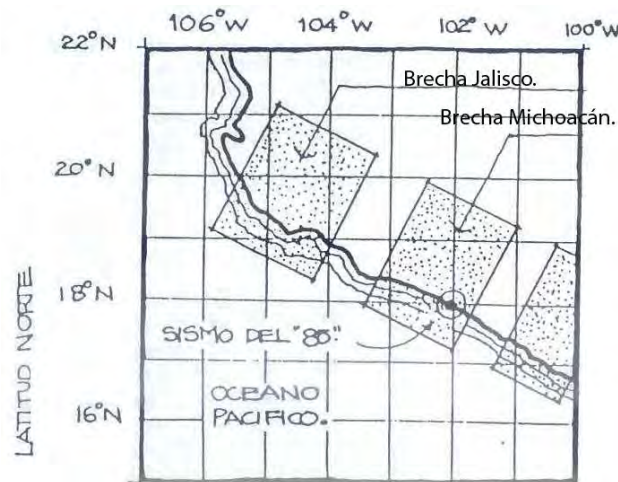 106°W 104°W 102°W 100°W
22°N
Brecha Jalisco.
Brecha Michoacán.
20°N
18°N
SISMO DEL "85".
LATITUD NORTE
OCEANO
PACIFICO.
16°N